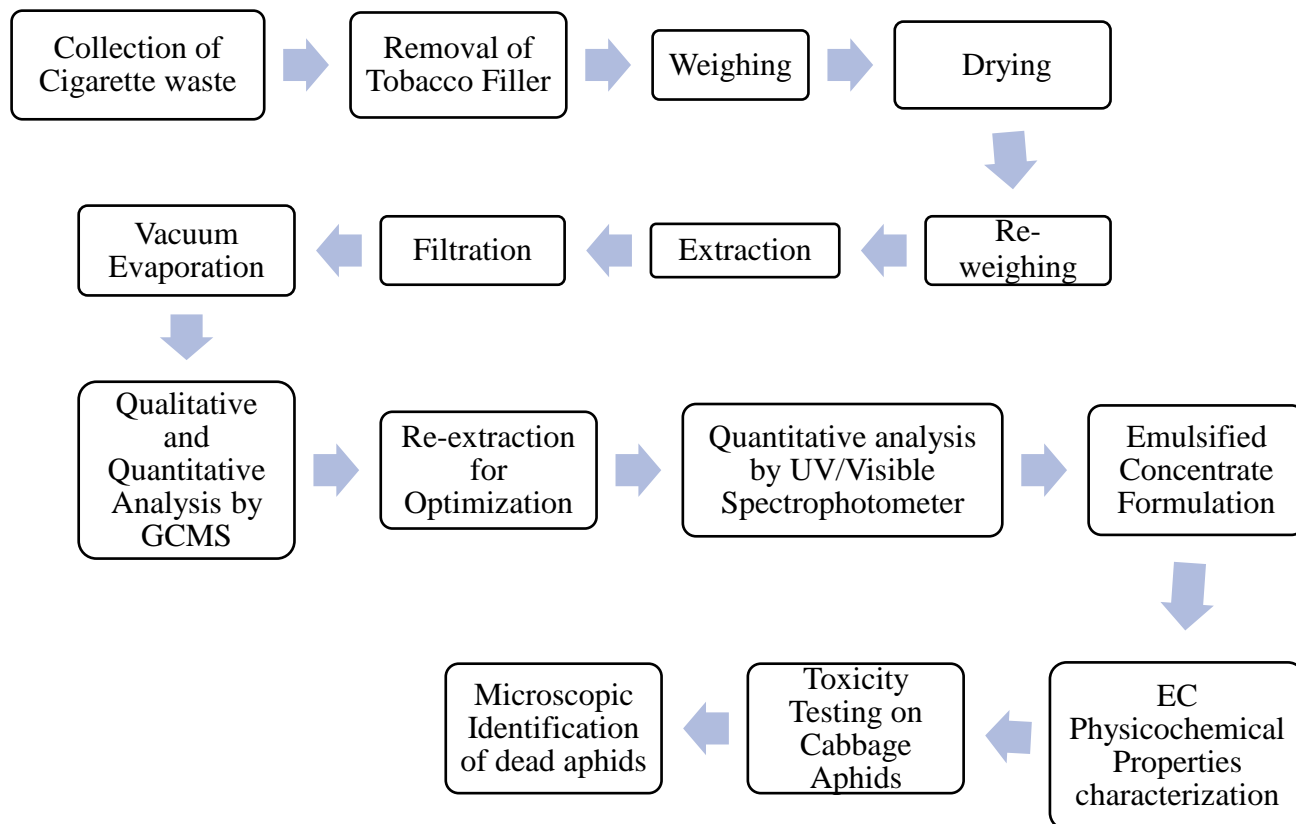 Collection of
Cigarette waste
Removal of
Tobacco Filler
Weighing
Drying
Re-
weighing
Extraction
Filtration
Vacuum
Evaporation
Qualitative
and
Quantitative
Analysis by
GCMS
Re-extraction
for
Optimization
Quantitative analysis
by UV/Visible
Spectrophotometer
Emulsified
Concentrate
Formulation
EC
Physicochemical
Properties
characterization
Toxicity
Testing on
Cabbage
Aphids
Microscopic
Identification
of dead aphids